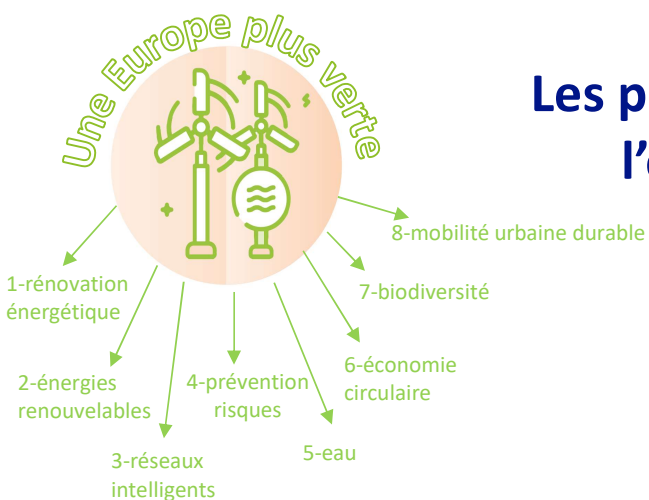 Une Europe plus verte
Les p
l'
8-mobilité urbaine durable
1-rénovation
énergétique
7-biodiversité
6-économie
circulaire
2-énergies
renouvelables
4-prévention
risques
5-eau
3-réseaux
intelligents